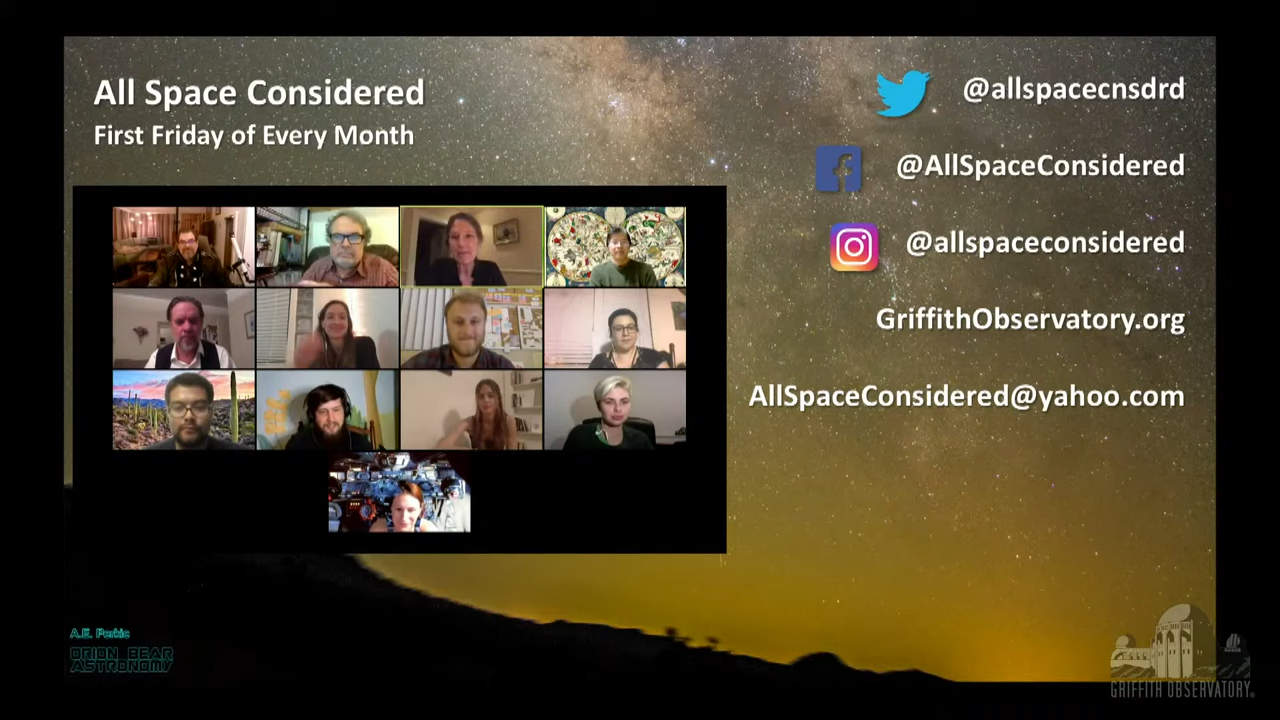 All Space Considered
First Friday of Every Month
@allspacecnsdrd
@AllSpaceConsidered
@allspaceconsidered
GriffithObservatory.org
AllSpaceConsidered@yahoo.com
A.E. Perkic
ORION BEAR
ASTRONOMY
GRIFFITH OBSERVATORY